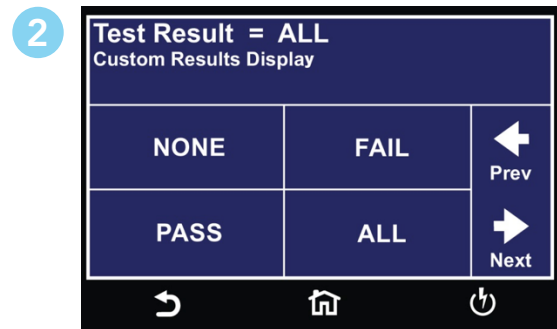 2
Test Result = ALL
Custom Results Display
NONE
FAIL
Prev
PASS
ALL
Next